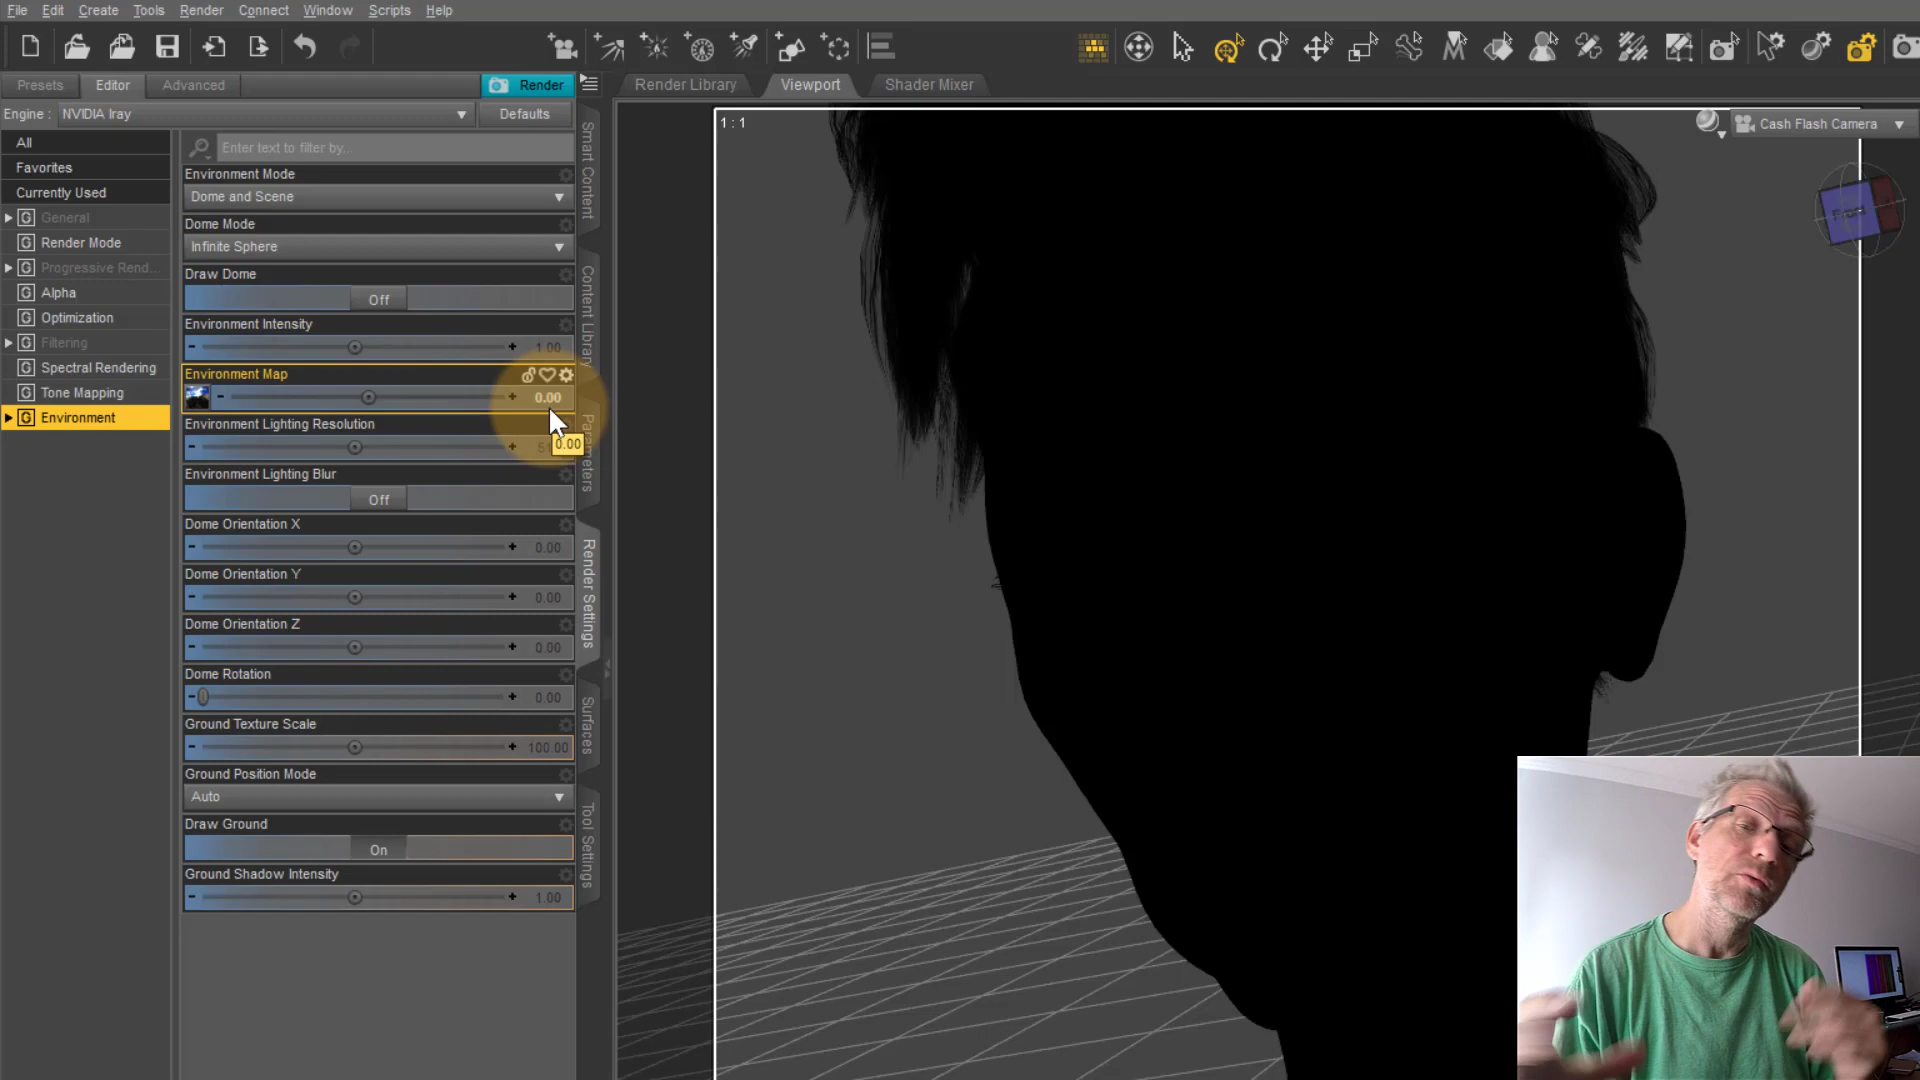 File Edit Create Tools Render Connect Window Scripts Help
Presets Editor Advanced Render
Render Library Viewport Shader Mixer
Engine : NVIDIA Iray Defaults
All
Favorites
Currently Used
General
Render Mode
Progressive Rend...
Alpha
Optimization
Filtering
Spectral Rendering
Tone Mapping
Environment
Enter text to filter by...
Environment Mode
Dome and Scene
Dome Mode
Infinite Sphere
Draw Dome
Off
Environment Intensity
1.00
Environment Map
0.00
0.00
Environment Lighting Resolution
Environment Lighting Blur
Off
Dome Orientation X
0.00
Dome Orientation Y
0.00
Dome Orientation Z
0.00
Dome Rotation
0.00
Ground Texture Scale
100.00
Ground Position Mode
Auto
Draw Ground
On
Ground Shadow Intensity
1.00
Smart Content
Content Library
Parameters
Render Settings
Surfaces
Tool Settings
1 : 1
Cash Flash Camera